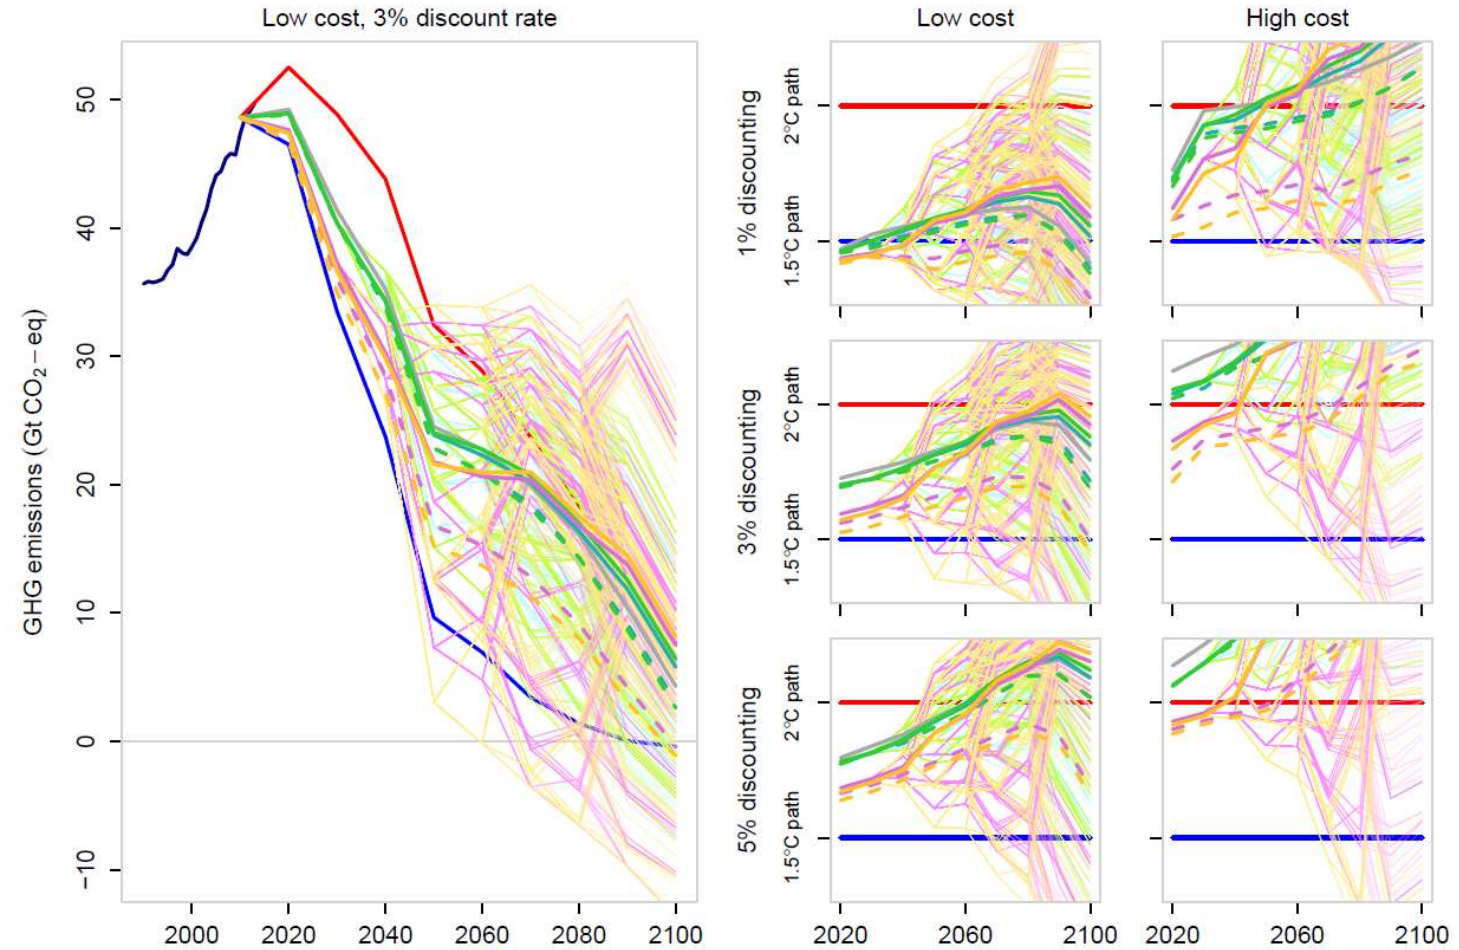 Low cost, 3% discount rate
GHG emissions (Gt CO₂ – eq)
50
40
30
20
10
0
−10
2000
2020
2040
2060
2080
2100
Low cost
High cost
1% discounting
2°C path
1.5°C path
3% discounting
2°C path
1.5°C path
5% discounting
2°C path
1.5°C path
2020
2060
2100
2020
2060
2100